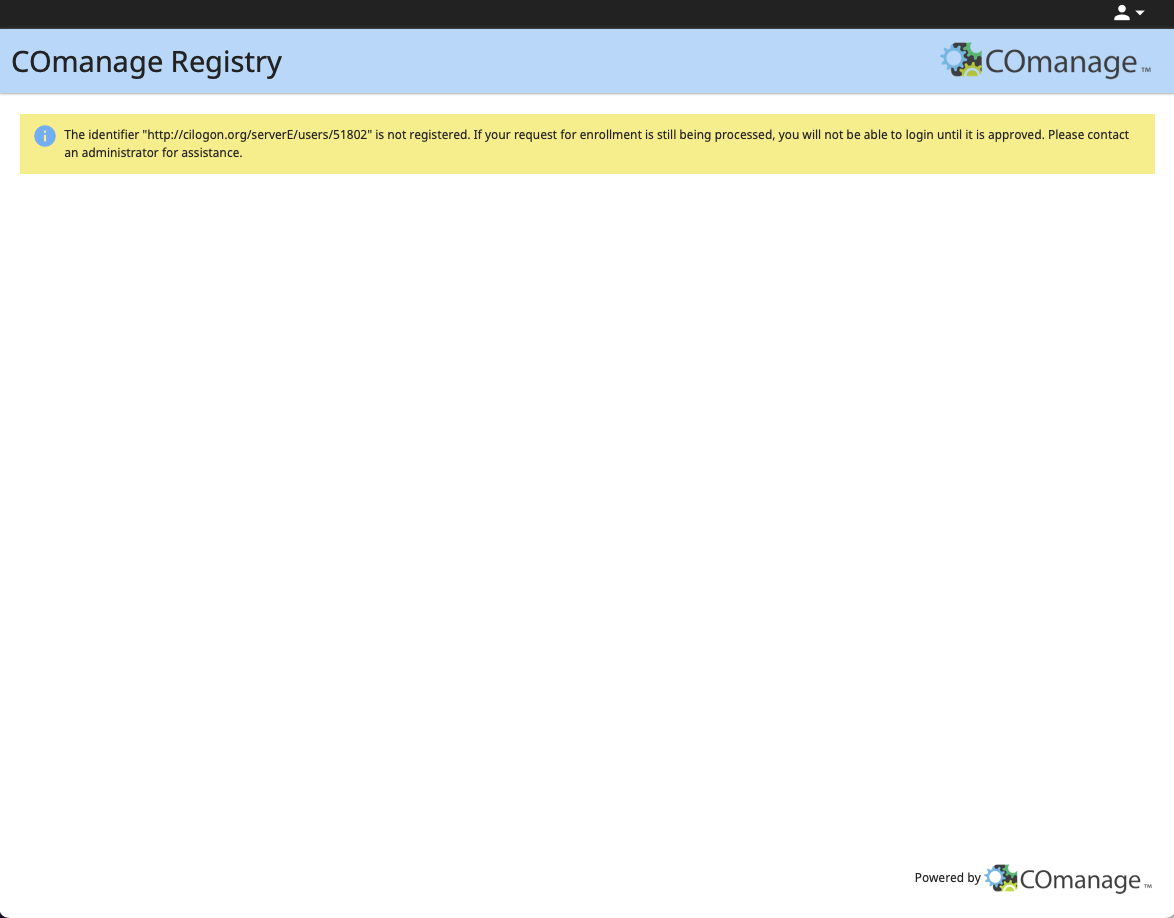 COmanage Registry
COmanage™
The identifier "http://cilogon.org/serverE/users/51802" is not registered. If your request for enrollment is still being processed, you will not be able to login until it is approved. Please contact
an administrator for assistance.
Powered by COmanage™